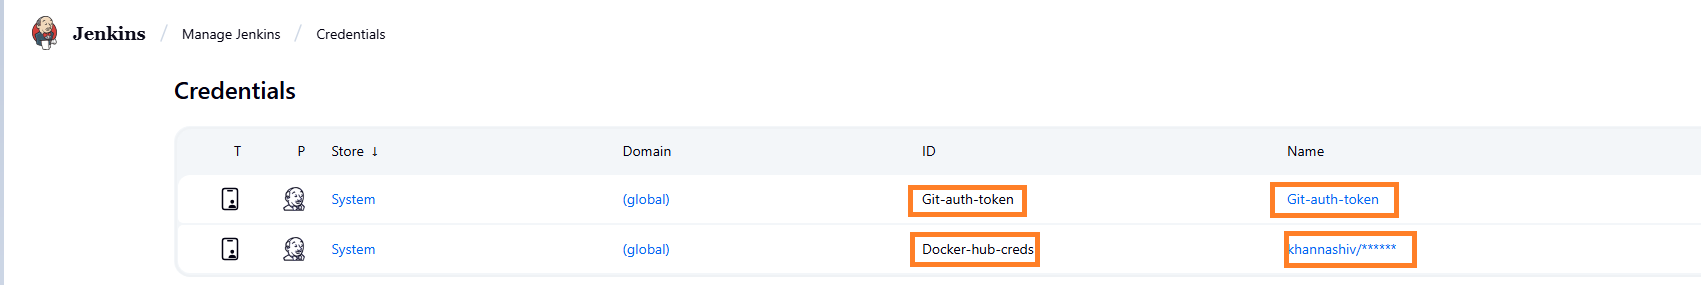 Jenkins / Manage Jenkins / Credentials
Credentials
T P Store ↓ Domain ID Name
System (global) Git-auth-token Git-auth-token
System (global) Docker-hub-creds khannashiv/******